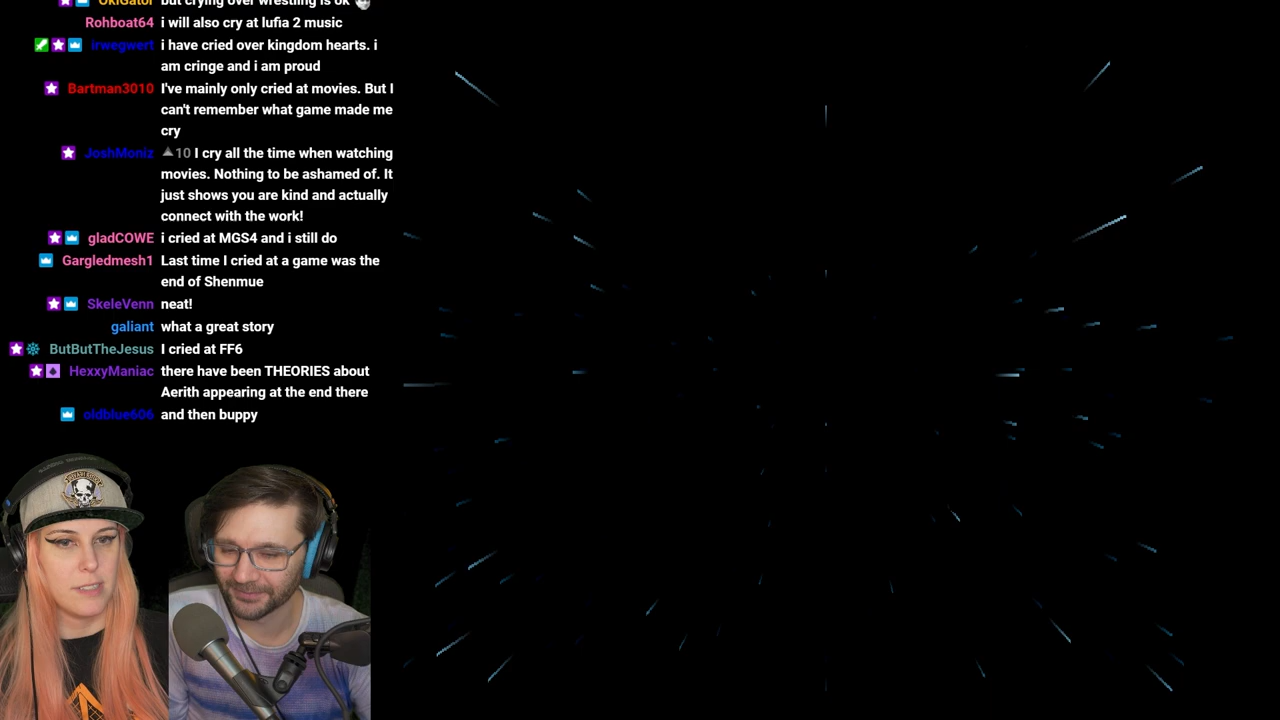 OkiGator but crying over wrestling is ok
Rohboat64 i will also cry at lufia 2 music
irwegwert i have cried over kingdom hearts. i
am cringe and i am proud
Bartman3010 I've mainly only cried at movies. But I
can't remember what game made me
cry
JoshMoniz 10 I cry all the time when watching
movies. Nothing to be ashamed of. It
just shows you are kind and actually
connect with the work!
gladCOWE i cried at MGS4 and i still do
Gargledmesh1 Last time I cried at a game was the
end of Shenmue
SkeleVenn neat!
galiant what a great story
ButButTheJesus I cried at FF6
HexxyManiac there have been THEORIES about
Aerith appearing at the end there
oldblue606 and then buppy